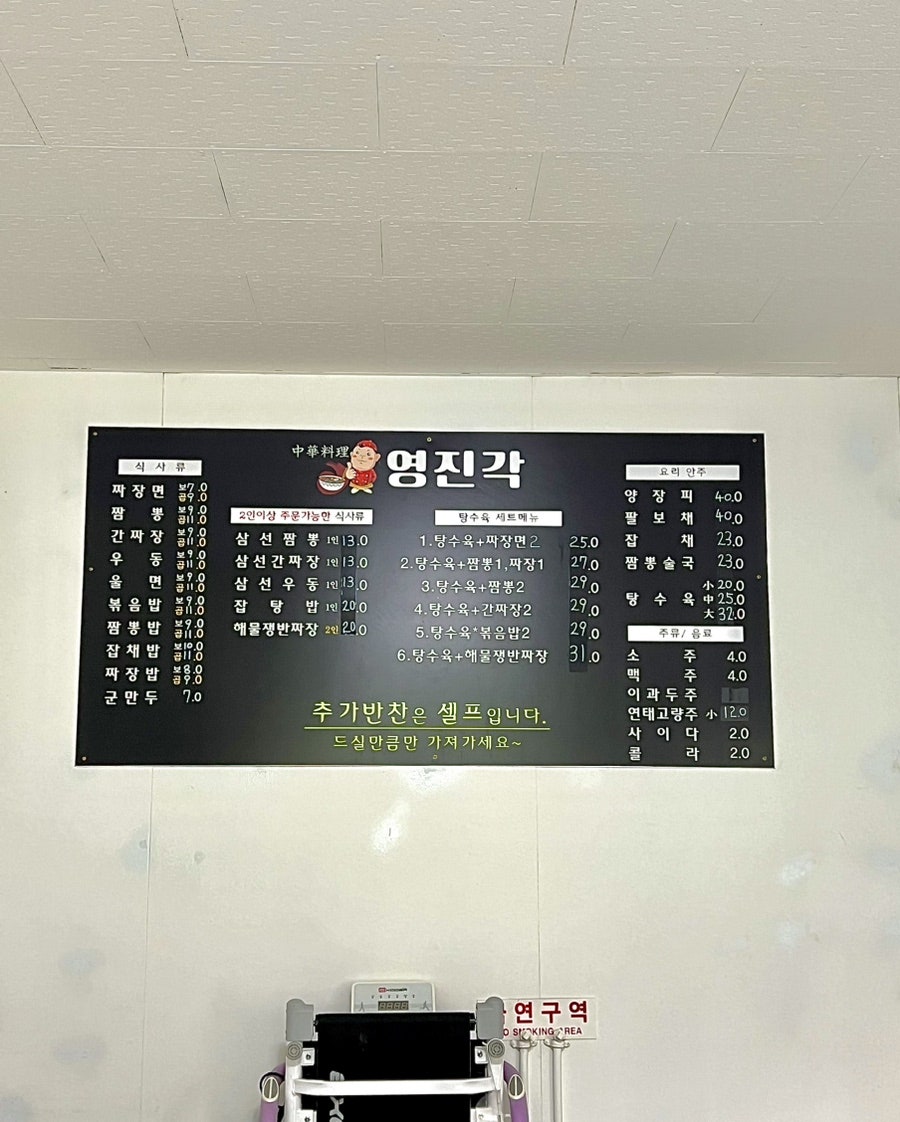 中華料理
영진각
식사류
짜장면 보7.0
곱9.0
짬뽕 보9.0
곱11.0
간짜장 보9.0
곱11.0
우동 보9.0
곱11.0
울면 보9.0
곱11.0
볶음밥 보9.0
곱11.0
짬뽕밥 보9.0
곱11.0
잡채밥 보10.0
곱11.0
짜장밥 보8.0
곱9.0
군만두 7.0
2인이상 주문가능한 식사류
삼선짬뽕 1인 13.0
삼선간짜장 1인 13.0
삼선우동 1인 13.0
잡탕밥 1인 20.0
해물쟁반짜장 2인 20.0
탕수육 세트메뉴
1.탕수육+짜장면2 25.0
2.탕수육+짬뽕1,짜장1 27.0
3.탕수육+짬뽕2 29.0
4.탕수육+간짜장2 29.0
5.탕수육*볶음밥2 29.0
6.탕수육+해물쟁반짜장 31.0
요리 안주
양장피 40.0
팔보채 40.0
잡채 23.0
짬뽕술국 23.0
小 20.0
탕수육 中 25.0
大 32.0
주류/음료
소주 4.0
맥주 4.0
이과두주
연태고량주 小 12.0
사이다 2.0
콜라 2.0
추가반찬은 셀프입니다.
드실만큼만 가져가세요~
연구역
SMOKING AREA